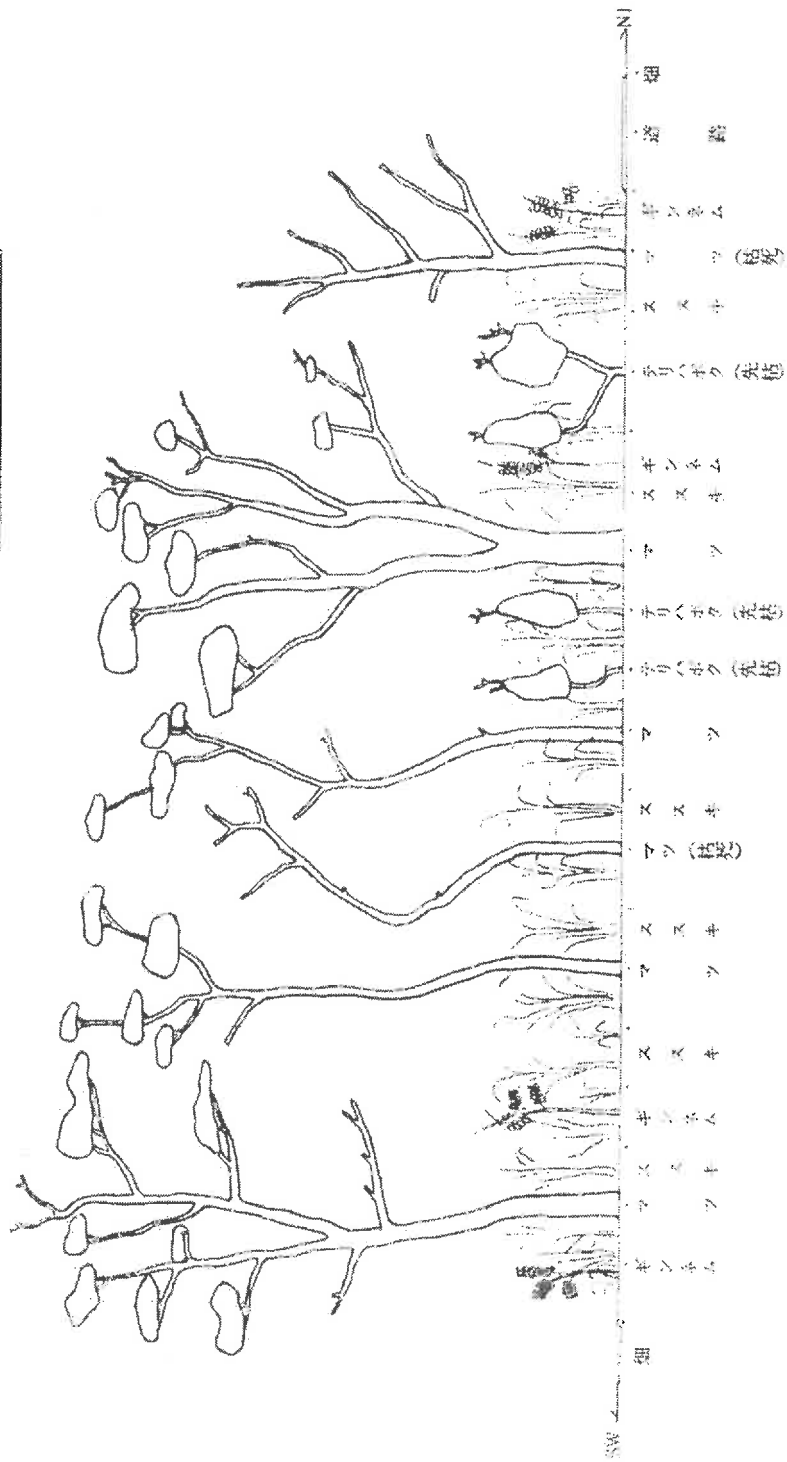 SW
畑
ギンネム
マツ
ススキ
ギンネム
ススキ
マツ
ススキ
マツ(枯死)
ススキ
マツ
テリハボク(先枯)
テリハボク(先枯)
マツ
ススキ
ギンネム
テリハボク(先枯)
ススキ
マツ(枯死)
ギンネム
道路
畑